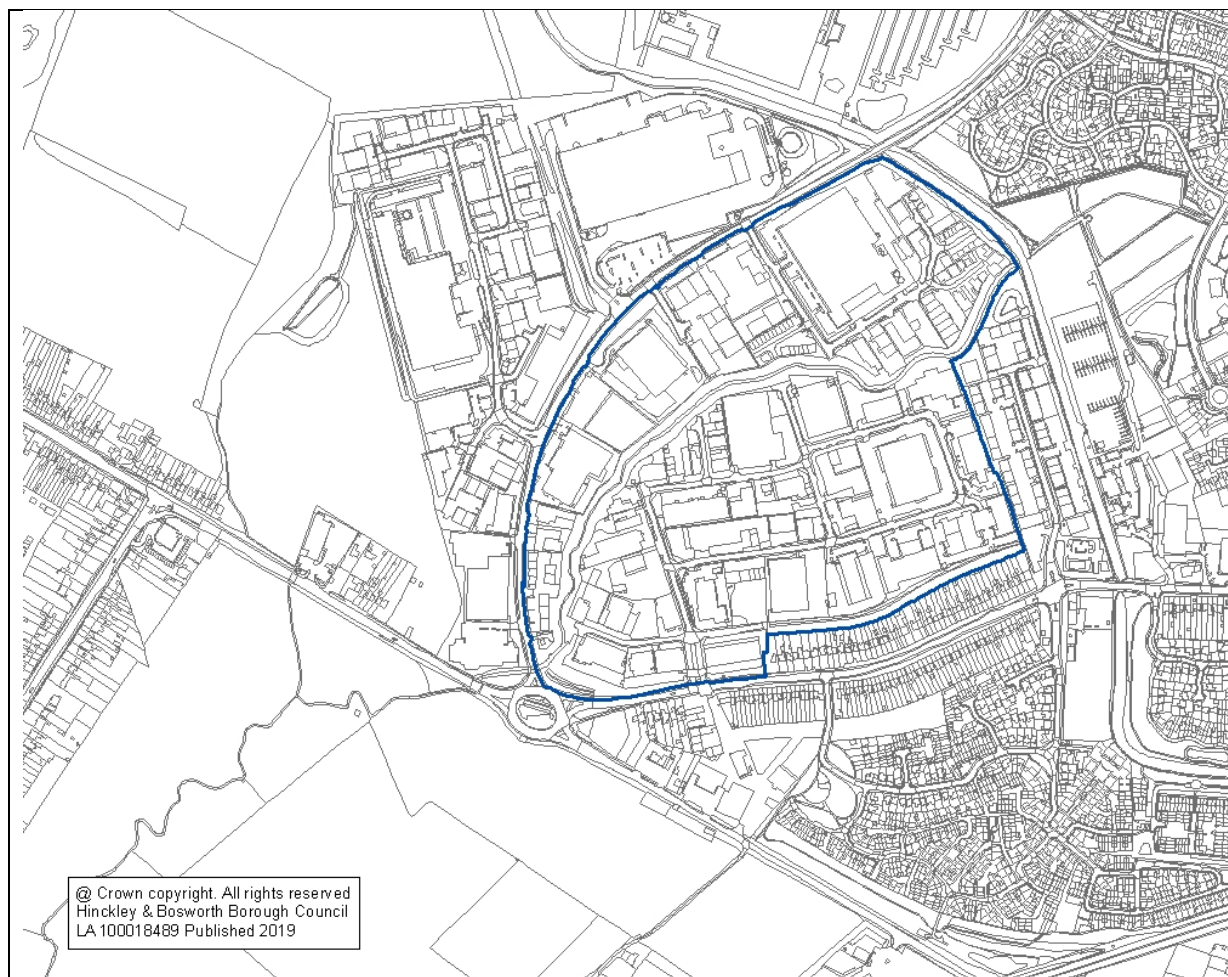 @ Crown copyright. All rights reserved
Hinckley & Bosworth Borough Council
LA 100018489 Published 2019